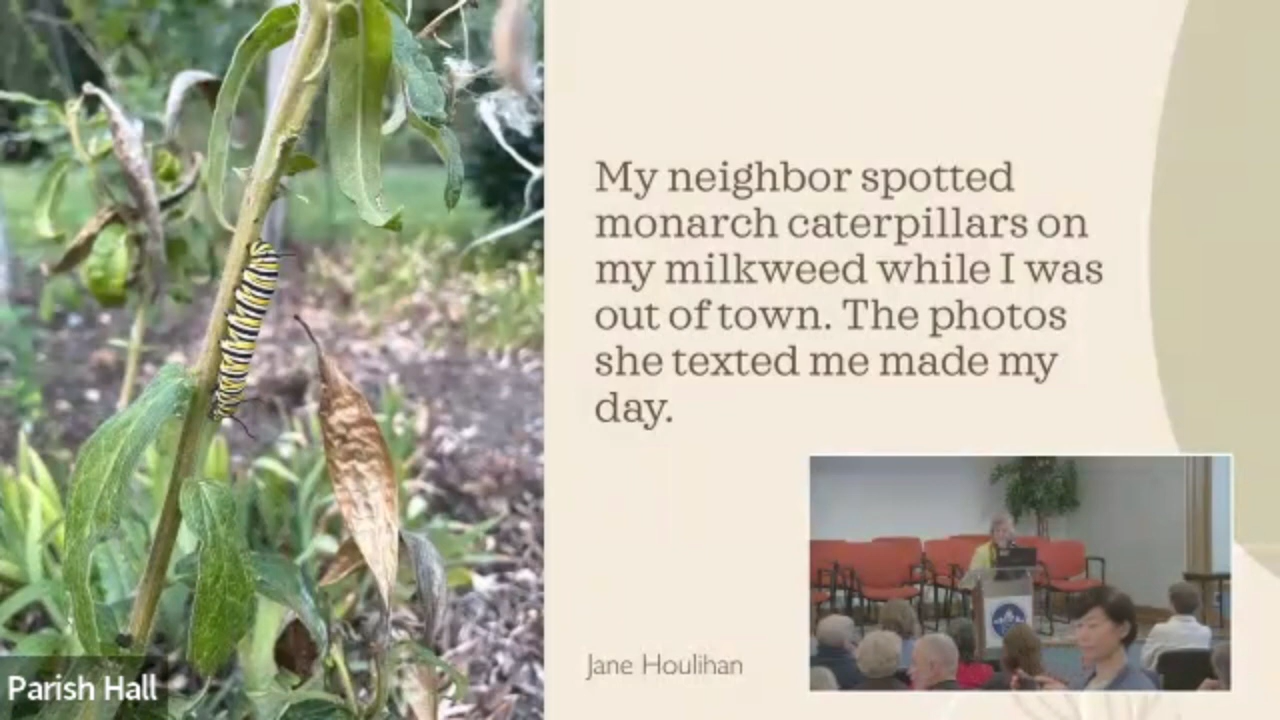 My neighbor spotted
monarch caterpillars on
my milkweed while I was
out of town. The photos
she texted me made my
day.
Jane Houlihan
Parish Hall